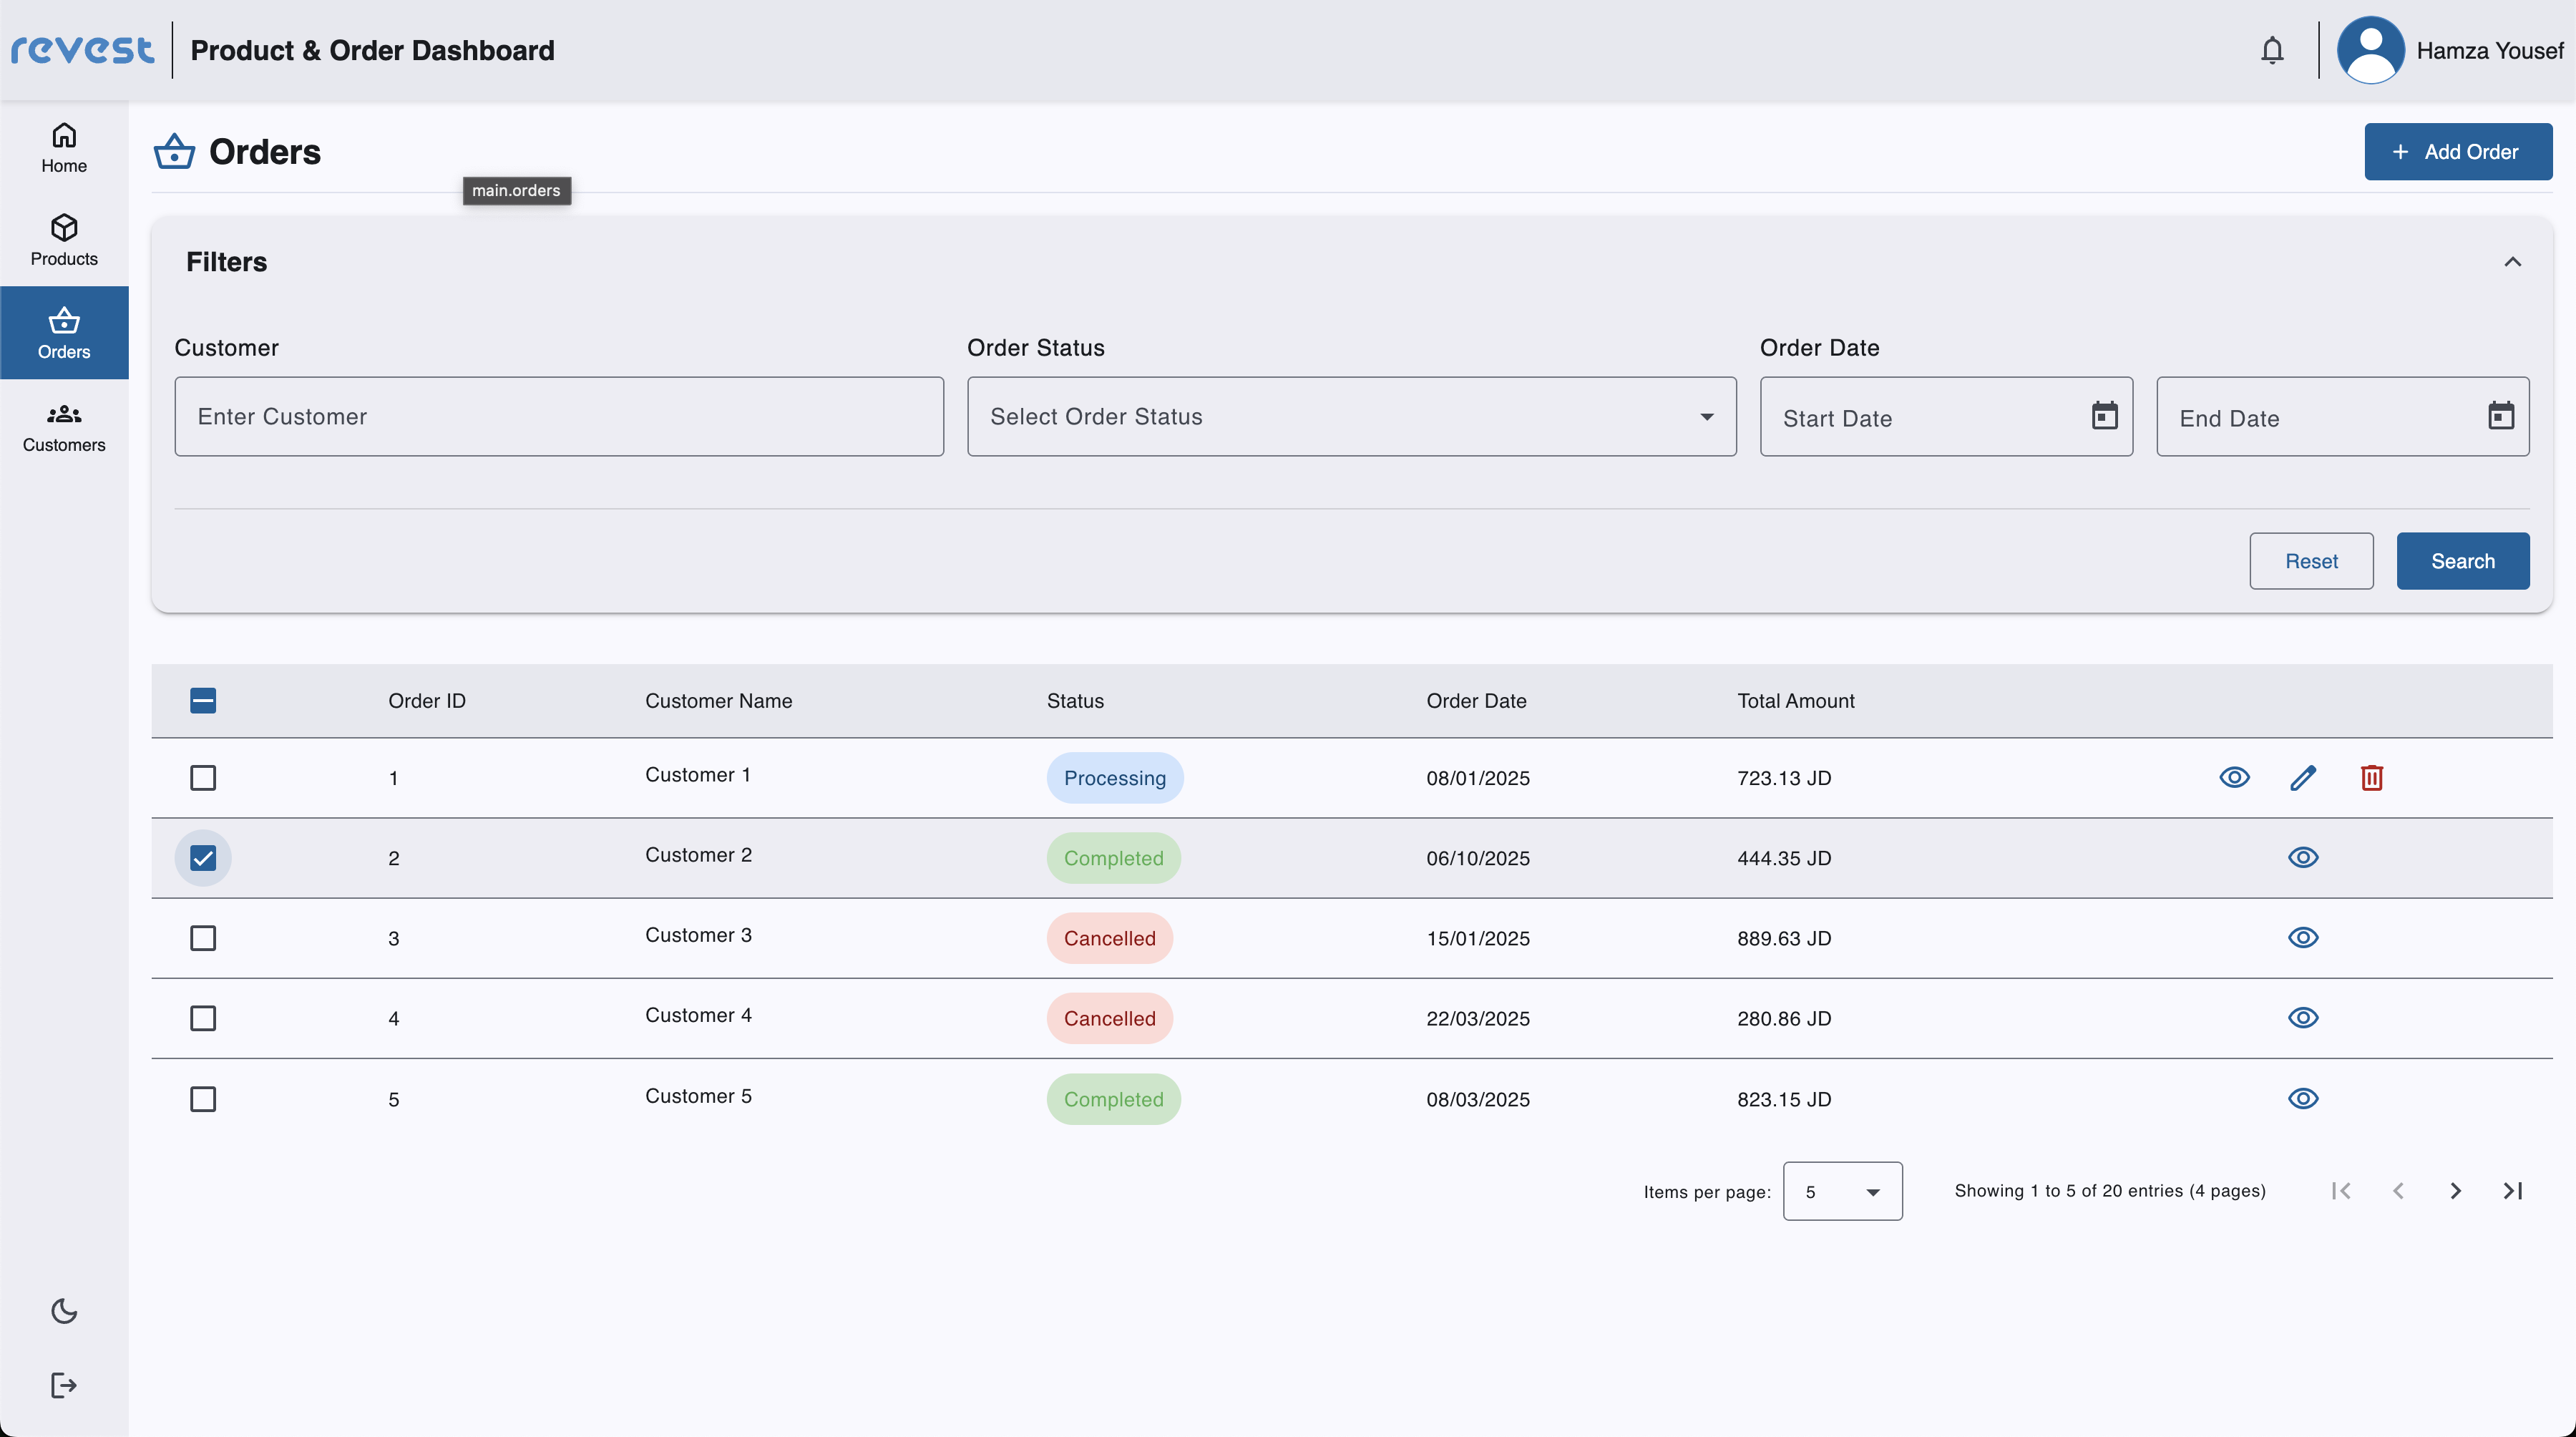 revest
Product & Order Dashboard
Hamza Yousef
Home
Products
Orders
Customers
Orders
Add Order
main.orders
Filters
Customer
Order Status
Order Date
Enter Customer
Select Order Status
Start Date
End Date
Reset
Search
Order ID Customer Name Status Order Date Total Amount
1 Customer 1 Processing 08/01/2025 723.13 JD
2 Customer 2 Completed 06/10/2025 444.35 JD
3 Customer 3 Cancelled 15/01/2025 889.63 JD
4 Customer 4 Cancelled 22/03/2025 280.86 JD
5 Customer 5 Completed 08/03/2025 823.15 JD
Items per page: 5 Showing 1 to 5 of 20 entries (4 pages)